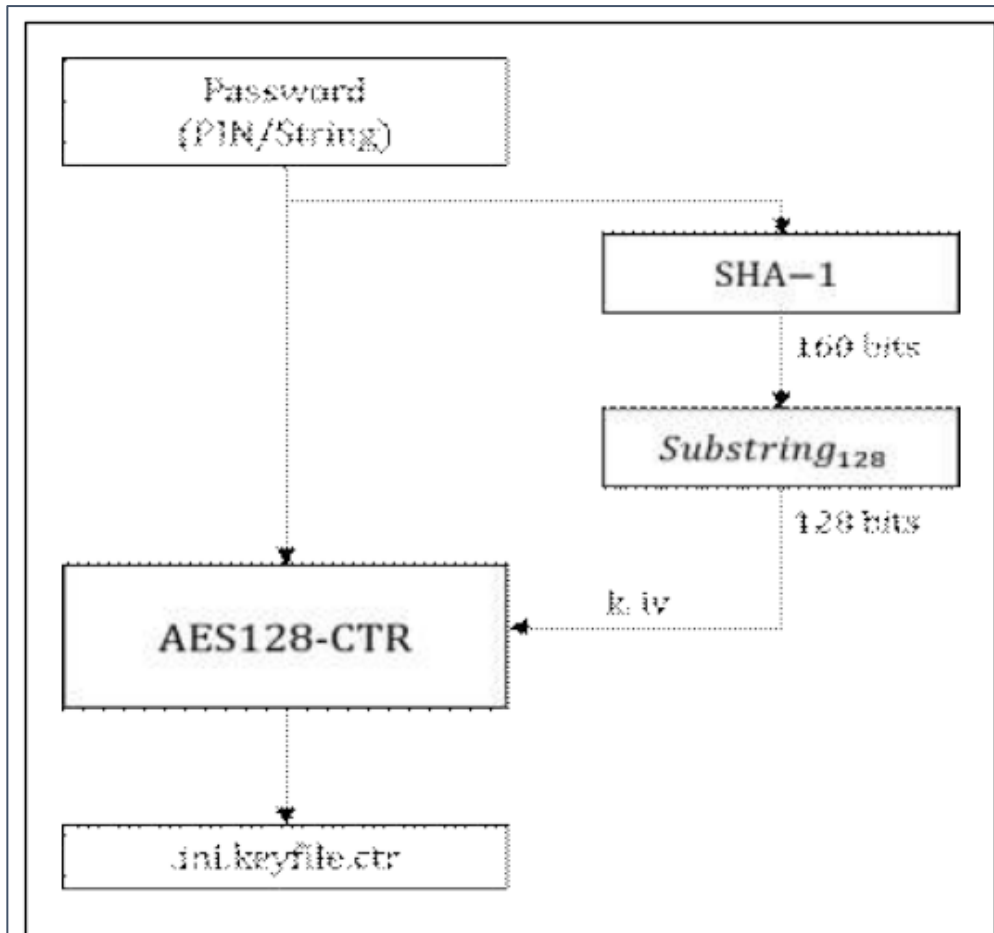 Password
(PIN/String)
SHA−1
160 bits
Substring₁₂₈
128 bits
k, iv
AES128-CTR
.ini.keyfile.ctr